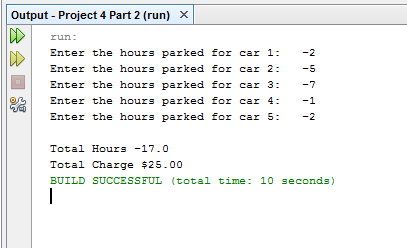 Output - Project 4 Part 2 (run) ×
run:
Enter the hours parked for car 1:   -2
Enter the hours parked for car 2:   -5
Enter the hours parked for car 3:   -7
Enter the hours parked for car 4:   -1
Enter the hours parked for car 5:   -2
Total Hours -17.0
Total Charge $25.00
BUILD SUCCESSFUL (total time: 10 seconds)